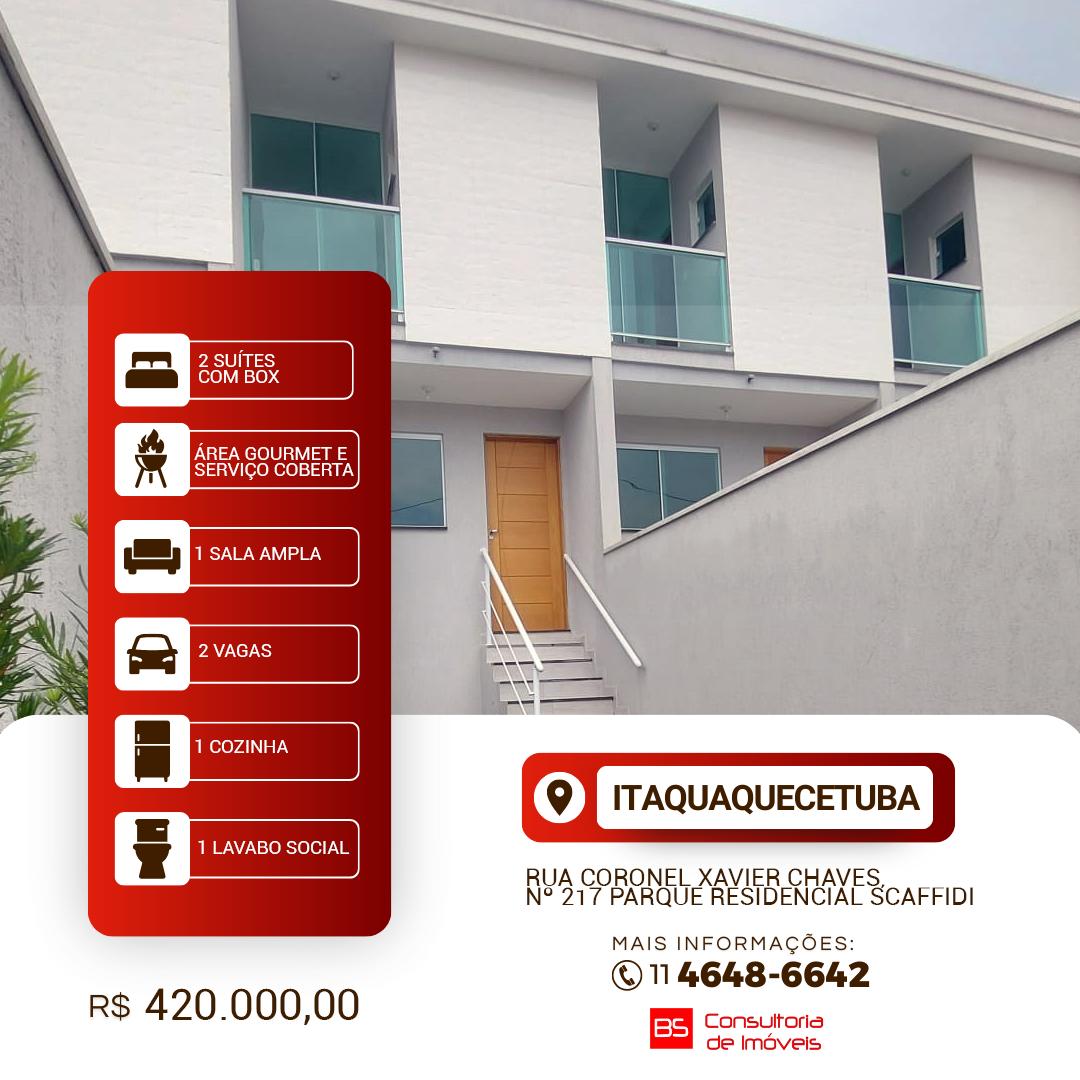 2 SUÍTES
COM BOX
ÁREA GOURMET E
SERVIÇO COBERTA
1 SALA AMPLA
2 VAGAS
1 COZINHA
1 LAVABO SOCIAL
R$ 420.000,00
ITAQUAQUECETUBA
RUA CORONEL XAVIER CHAVES,
Nº 217 PARQUE RESIDENCIAL SCAFFIDI
MAIS INFORMAÇÕES:
11 4648-6642
BS Consultoria
de Imóveis